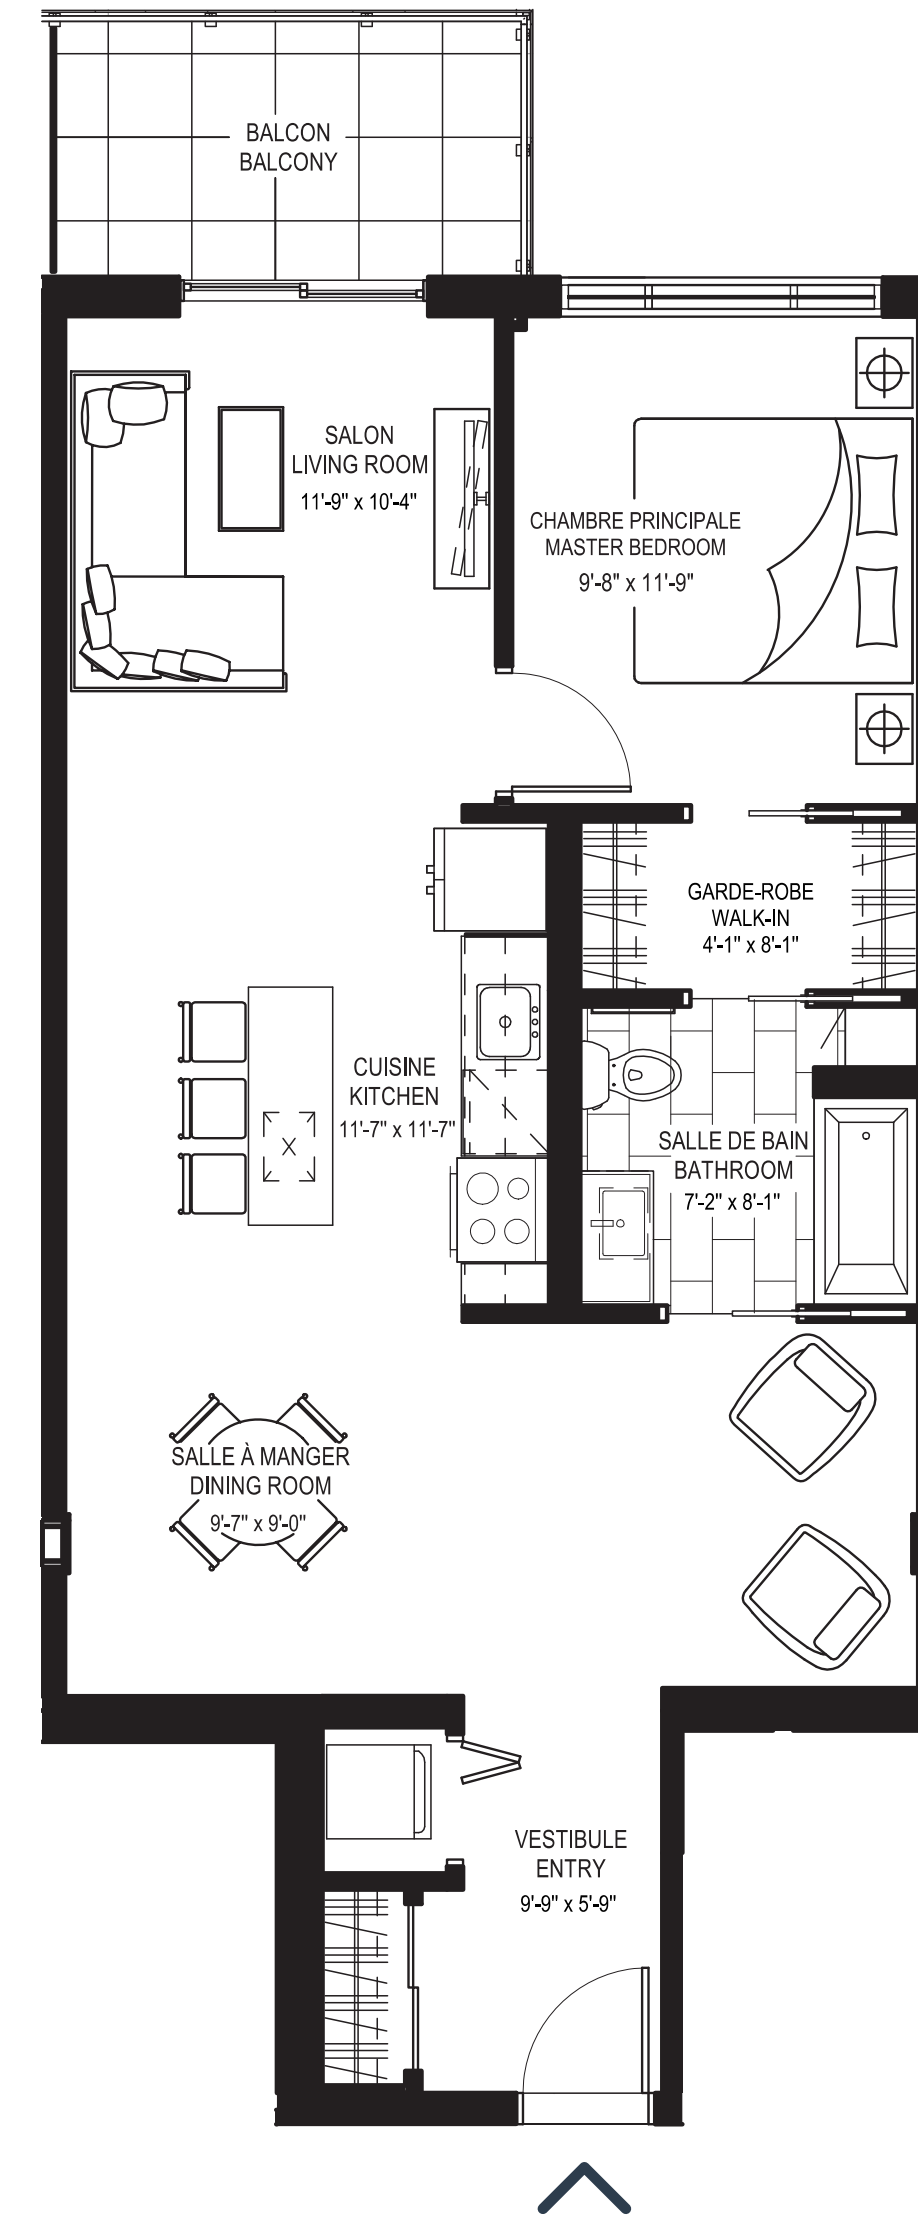 BALCON
BALCONY
SALON
LIVING ROOM
11'-9" x 10'-4"
CHAMBRE PRINCIPALE
MASTER BEDROOM
9'-8" x 11'-9"
GARDE-ROBE
WALK-IN
4'-1" x 8'-1"
CUISINE
KITCHEN
11'-7" x 11'-7"
SALLE DE BAIN
BATHROOM
7'-2" x 8'-1"
SALLE À MANGER
DINING ROOM
9'-7" x 9'-0"
VESTIBULE
ENTRY
9'-9" x 5'-9"